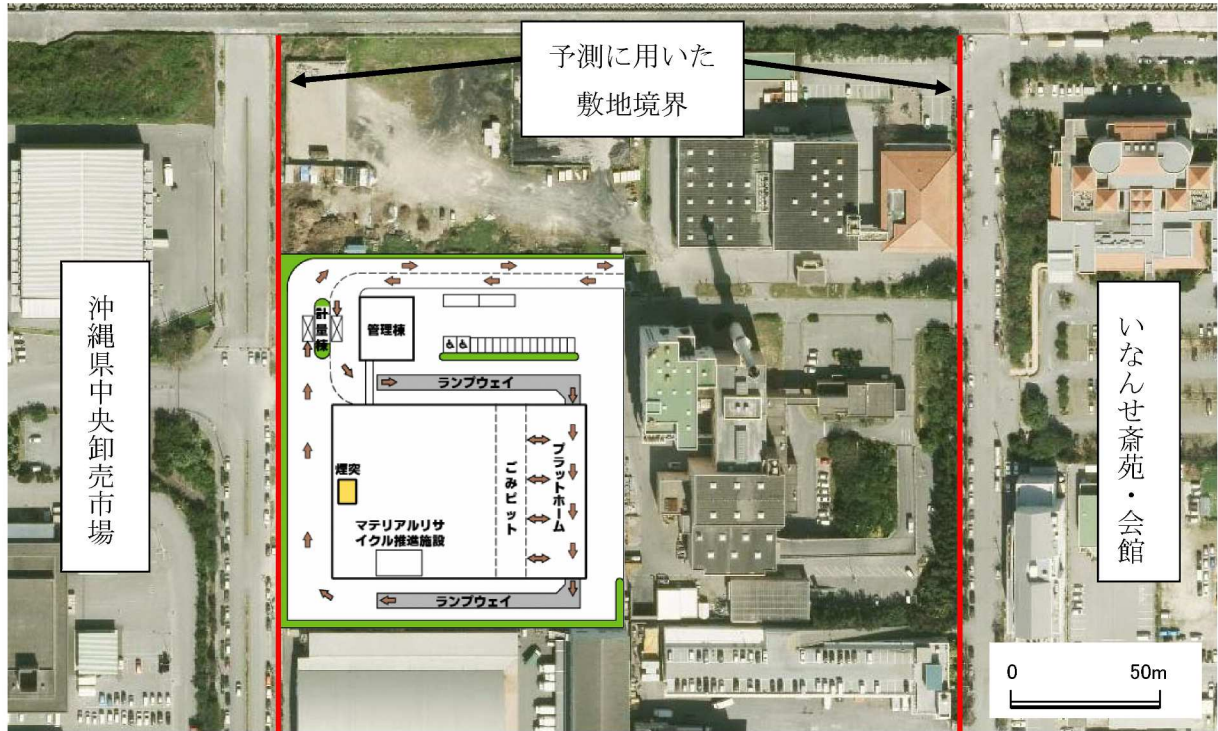 予測に用いた
敷地境界
沖縄県中央卸売市場
いなんせ斎苑・会館
計量棟
管理棟
ランプウェイ
煙突
ごみピット
プラットホーム
マテリアルリサ
イクル推進施設
ランプウェイ
0 50m